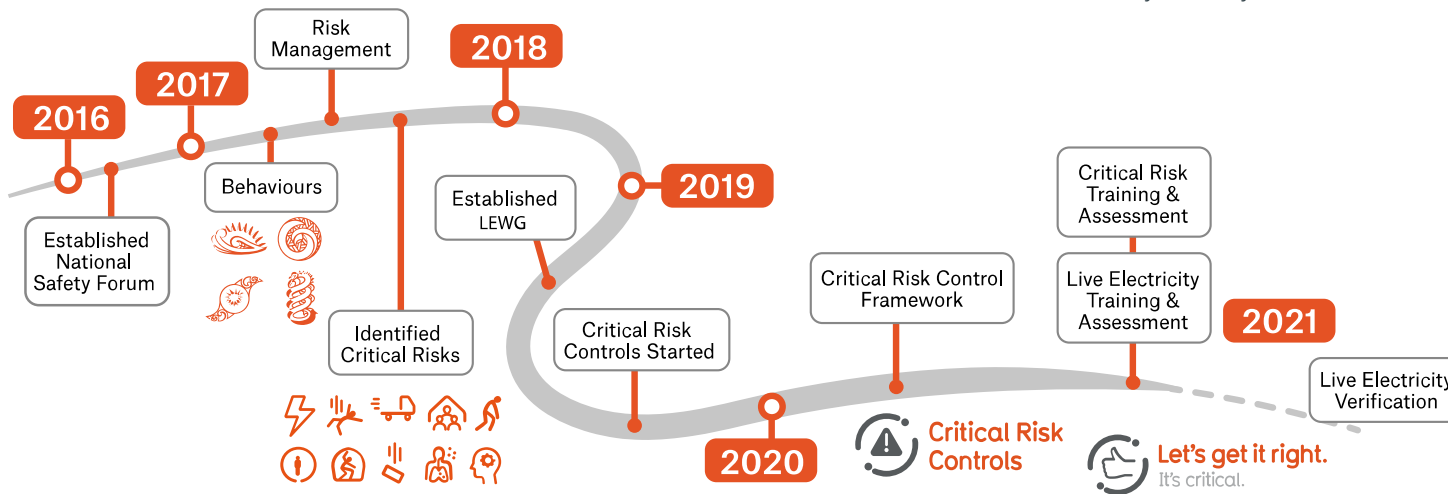 Risk
Management
2018
2017
2016
Behaviours
Established
National
Safety Forum
Identified
Critical Risks
Established
LEWG
2019
Critical Risk
Controls Started
2020
Critical Risk Control
Framework
Critical Risk
Training &
Assessment
Live Electricity
Training &
Assessment
2021
Live Electricity
Verification
Critical Risk
Controls
Let's get it right.
It's critical.